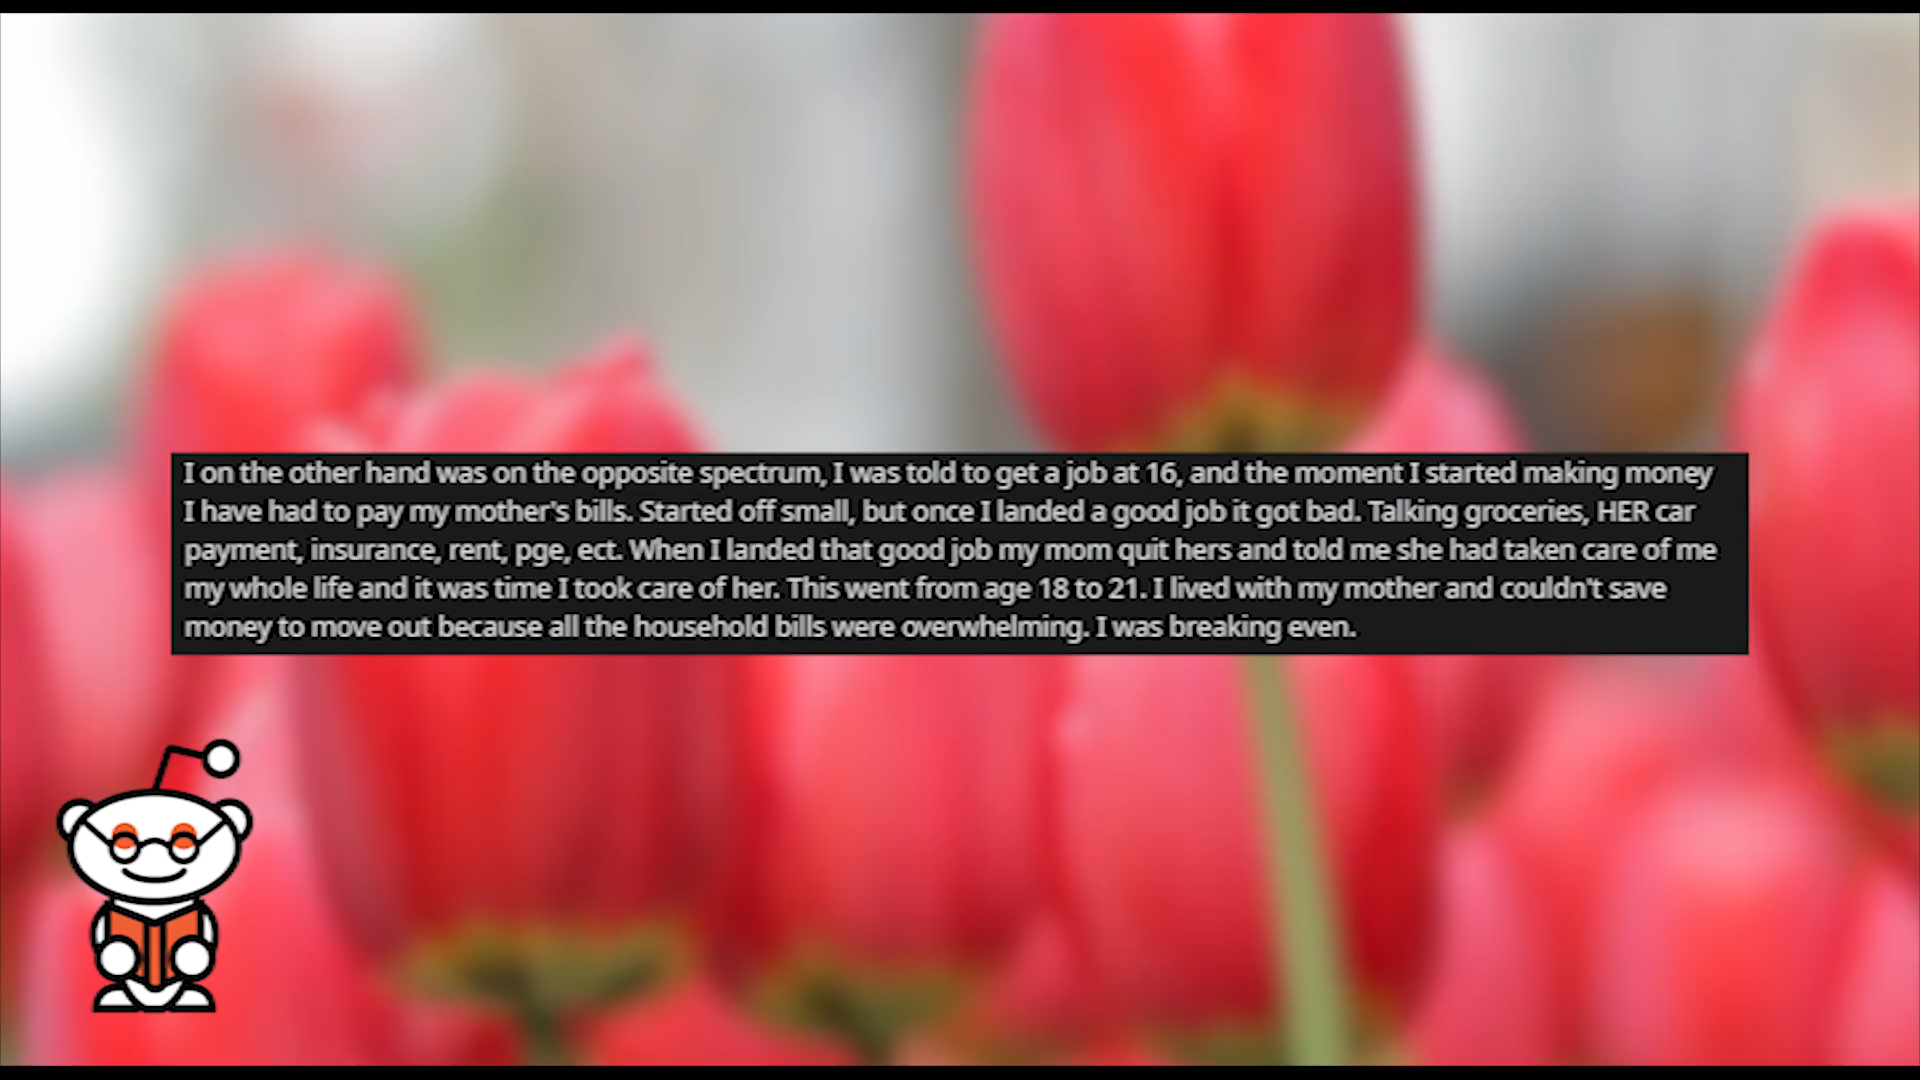 I on the other hand was on the opposite spectrum, I was told to get a job at 16, and the moment I started making money
I have had to pay my mother's bills. Started off small, but once I landed a good job it got bad. Talking groceries, HER car
payment, insurance, rent, pge, ect. When I landed that good job my mom quit hers and told me she had taken care of me
my whole life and it was time I took care of her. This went from age 18 to 21. I lived with my mother and couldn't save
money to move out because all the household bills were overwhelming. I was breaking even.